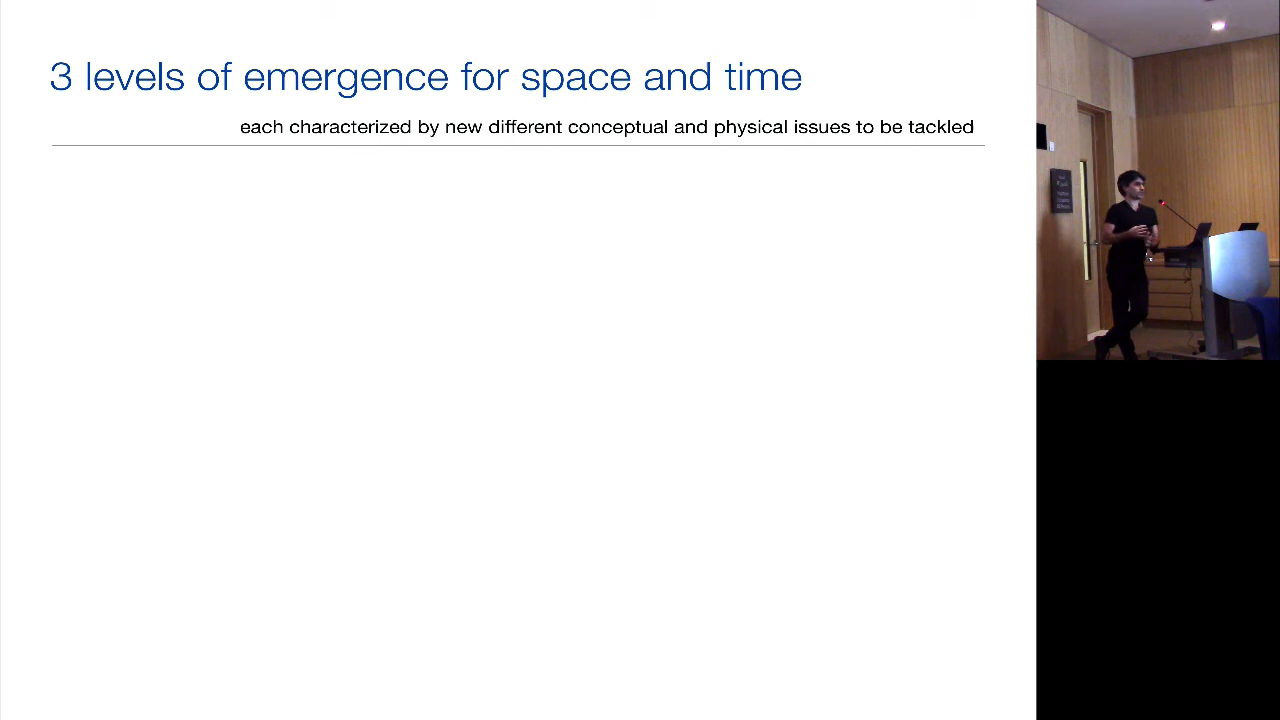 3 levels of emergence for space and time
each characterized by new different conceptual and physical issues to be tackled